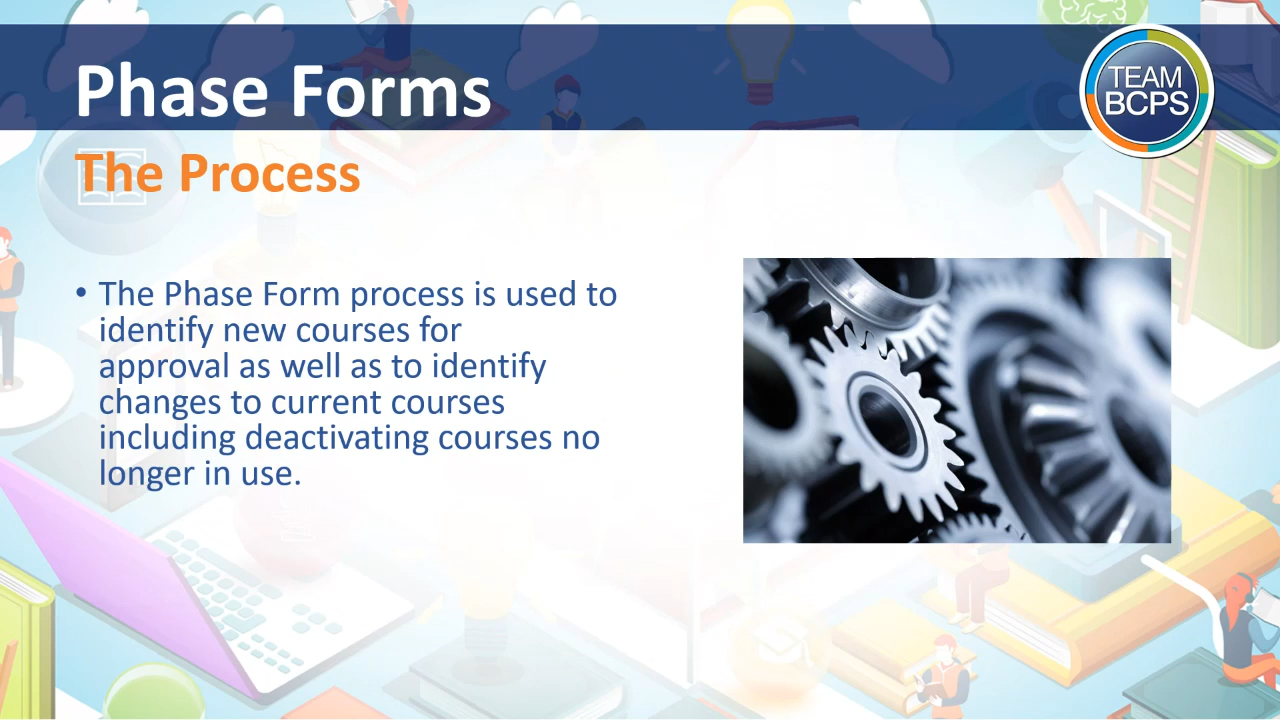 Phase Forms
TEAM
BCPS
The Process
• The Phase Form process is used to
identify new courses for
approval as well as to identify
changes to current courses
including deactivating courses no
longer in use.